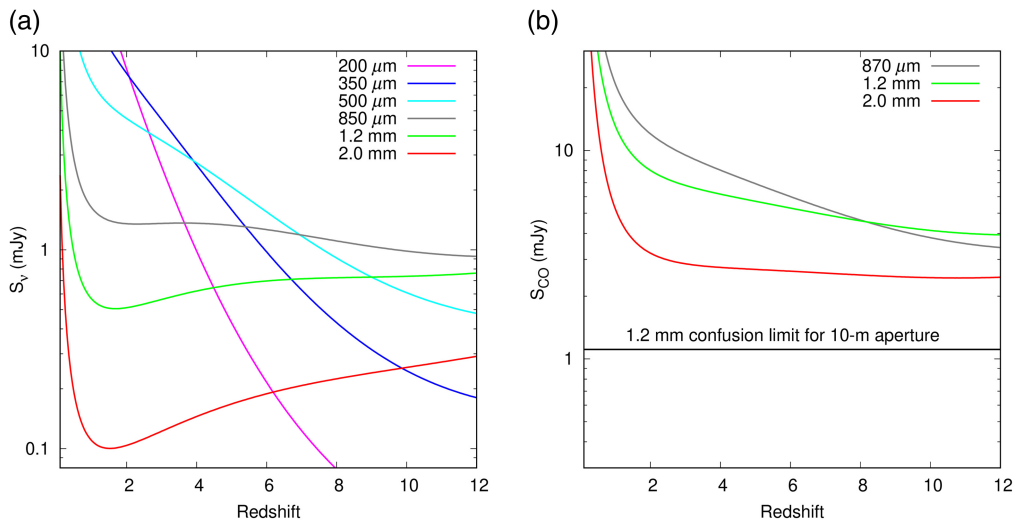 (a)
10
1
0.1
S_ν (mJy)
2 4 6 8 10 12
Redshift
200 μm
350 μm
500 μm
850 μm
1.2 mm
2.0 mm
(b)
10
1
S_CO (mJy)
2 4 6 8 10 12
Redshift
870 μm
1.2 mm
2.0 mm
1.2 mm confusion limit for 10-m aperture